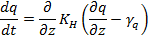 dq/dt = ∂/∂z K_H (∂q/∂z − γ_q)